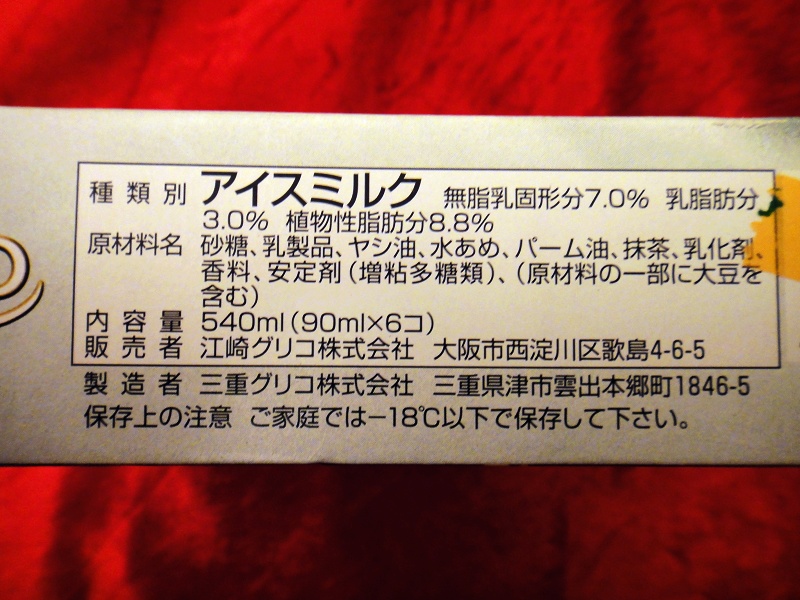 種類別 アイスミルク 無脂乳固形分7.0% 乳脂肪分
3.0% 植物性脂肪分8.8%
原材料名 砂糖、乳製品、ヤシ油、水あめ、パーム油、抹茶、乳化剤、
香料、安定剤(増粘多糖類)、(原材料の一部に大豆を
含む)
内容量 540ml(90ml×6コ)
販売者 江崎グリコ株式会社 大阪市西淀川区歌島4-6-5
製造者 三重グリコ株式会社 三重県津市雲出本郷町1846-5
保存上の注意 ご家庭では−18℃以下で保存して下さい。